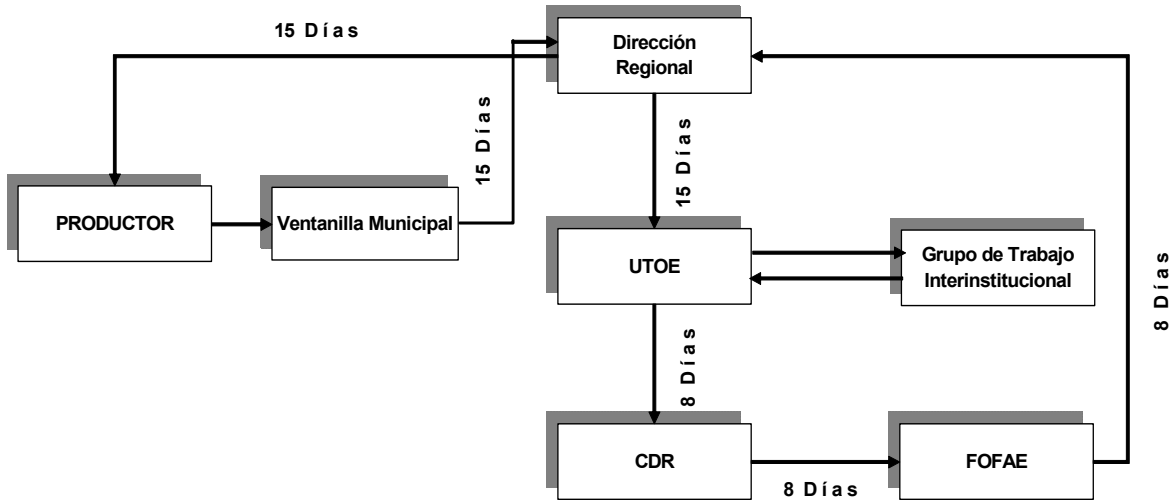 15 Días
Dirección
Regional
15 Días
15 Días
PRODUCTOR
Ventanilla Municipal
UTOE
Grupo de Trabajo
Interinstitucional
8 Días
8 Días
CDR
FOFAE
8 Días